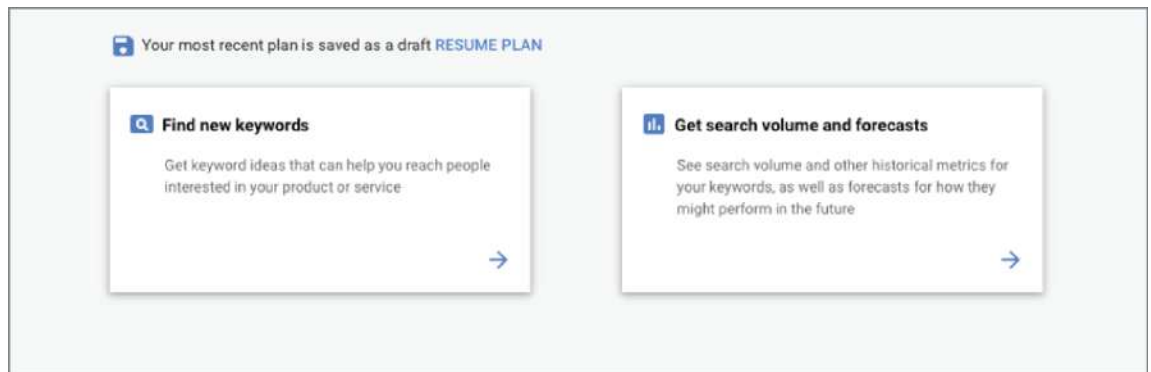 Your most recent plan is saved as a draft RESUME PLAN
Find new keywords
Get keyword ideas that can help you reach people
interested in your product or service
Get search volume and forecasts
See search volume and other historical metrics for
your keywords, as well as forecasts for how they
might perform in the future